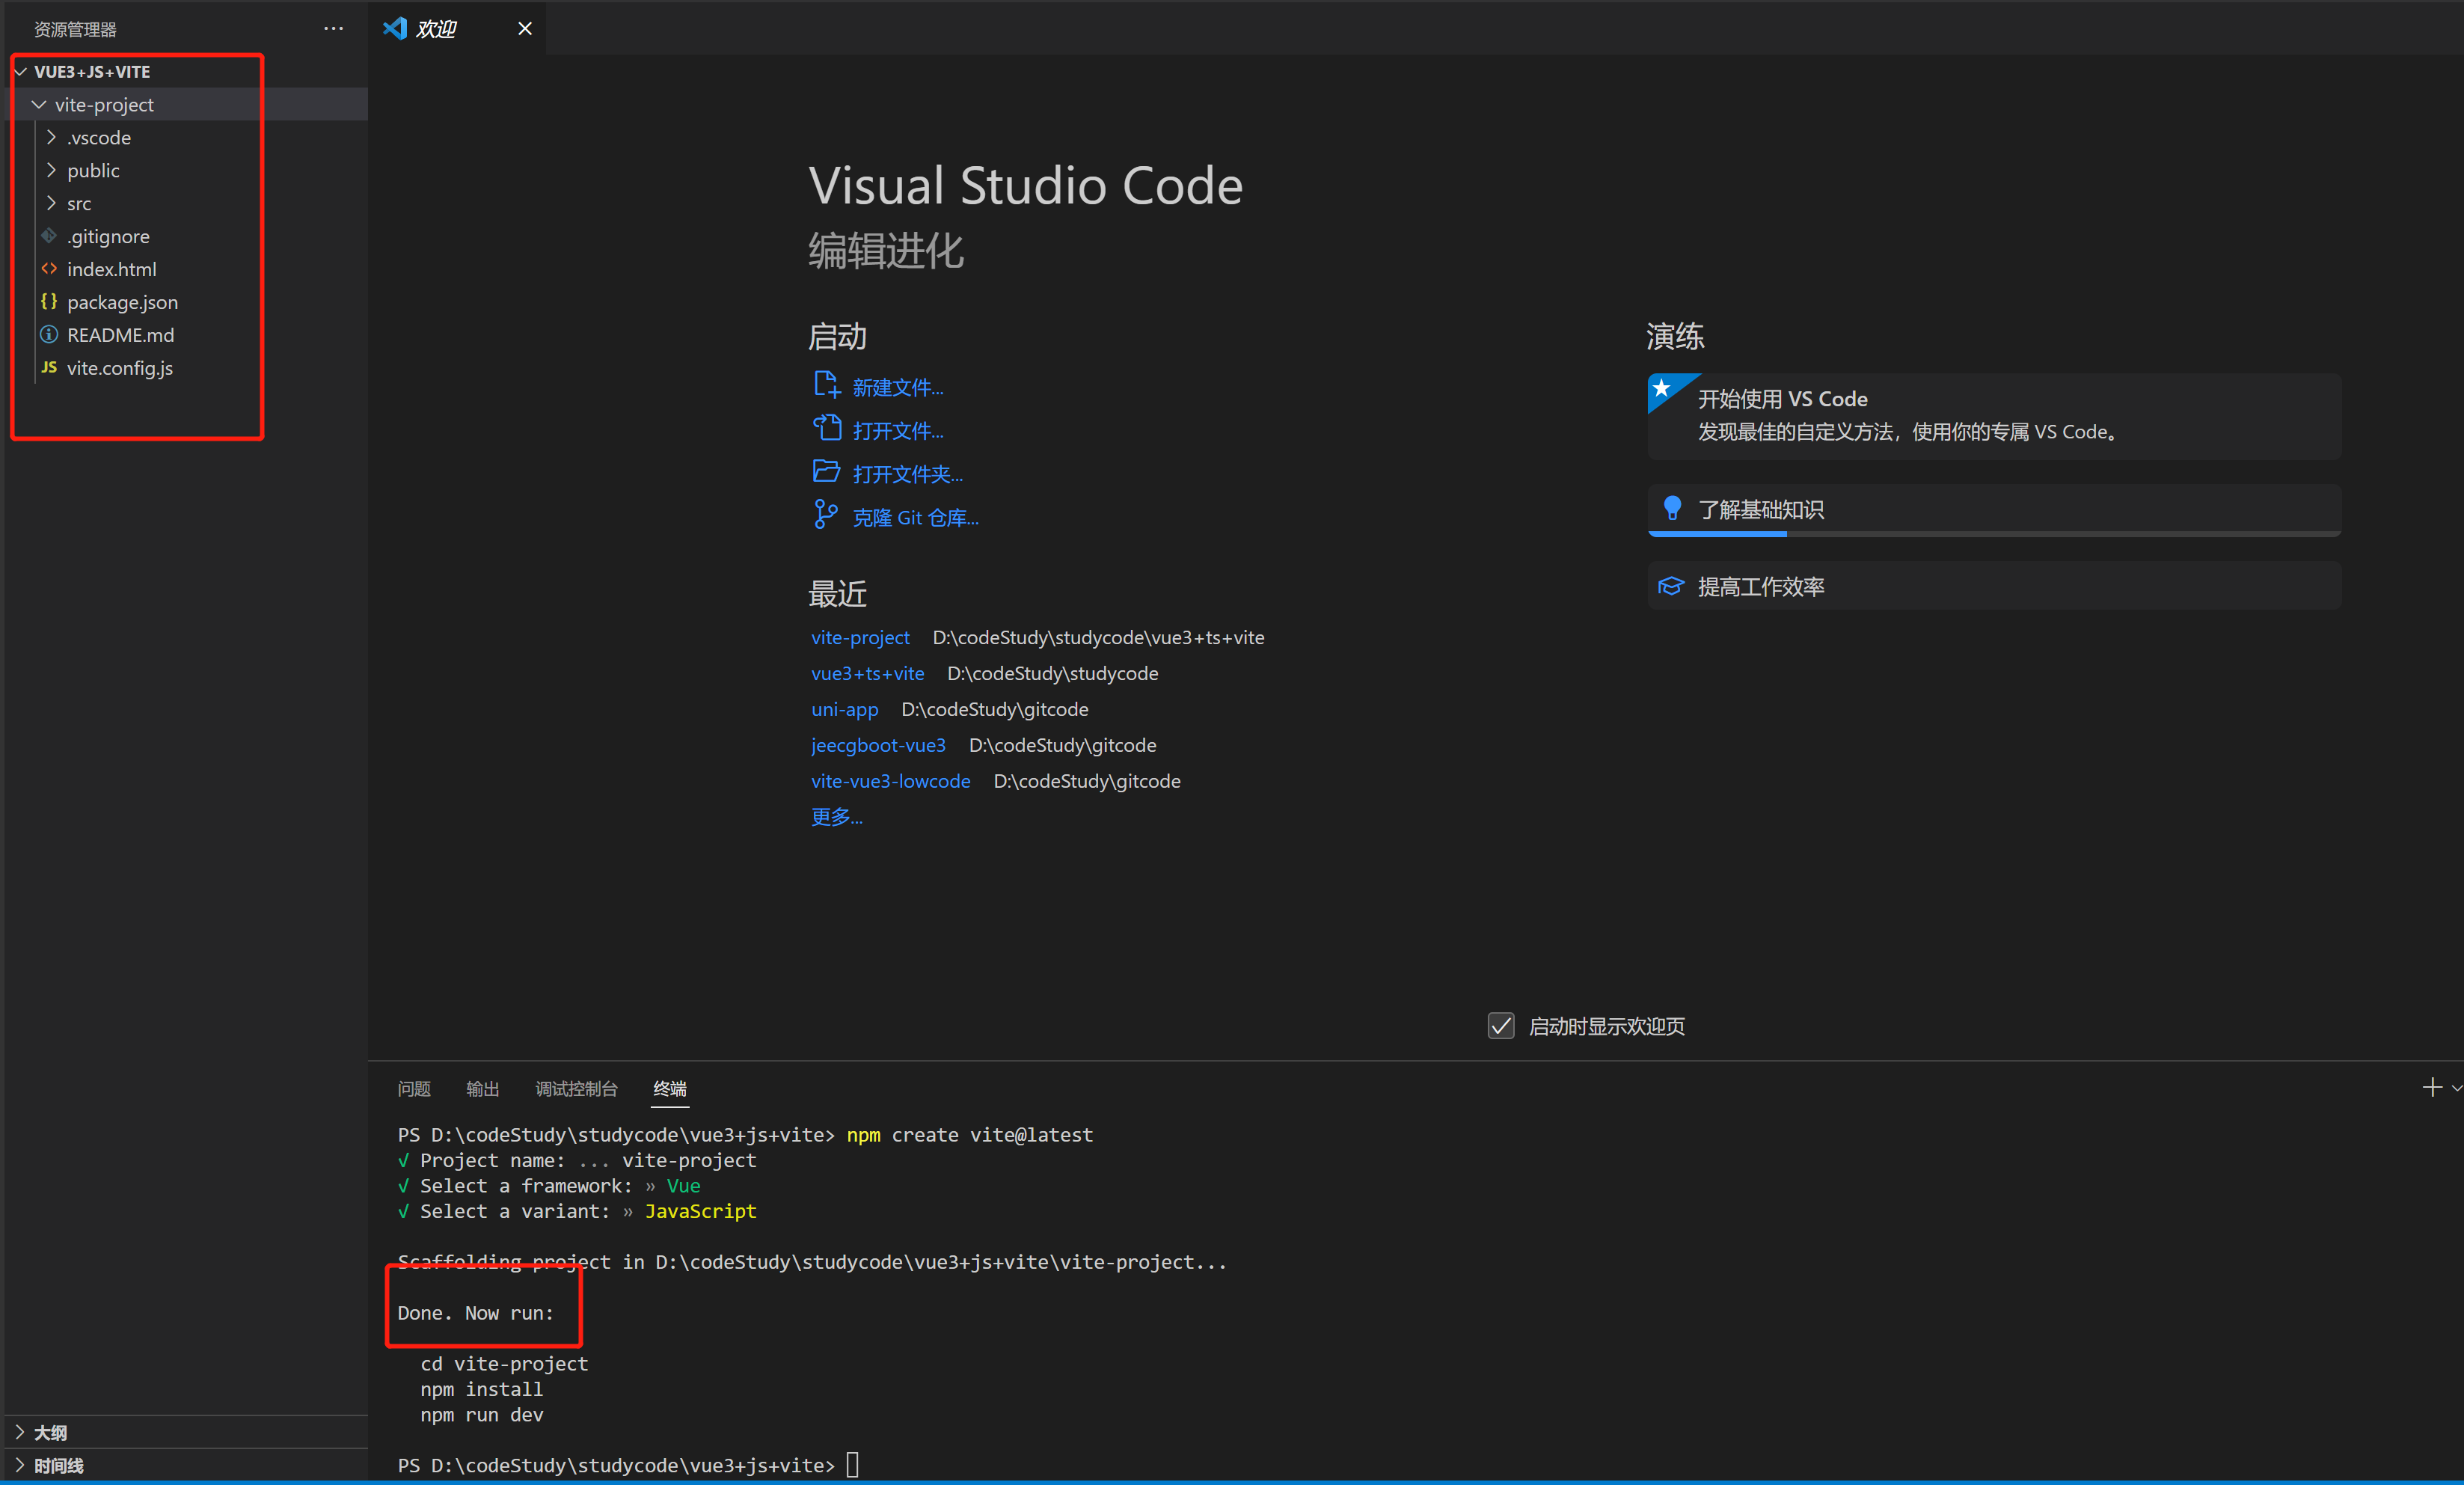 资源管理器
VUE3+JS+VITE
vite-project
.vscode
public
src
.gitignore
index.html
package.json
README.md
JS vite.config.js
大纲
时间线
欢迎
Visual Studio Code
编辑进化
启动
新建文件...
打开文件...
打开文件夹...
克隆 Git 仓库...
最近
vite-project D:\codeStudy\studycode\vue3+ts+vite
vue3+ts+vite D:\codeStudy\studycode
uni-app D:\codeStudy\gitcode
jeecgboot-vue3 D:\codeStudy\gitcode
vite-vue3-lowcode D:\codeStudy\gitcode
更多...
演练
开始使用 VS Code
发现最佳的自定义方法，使用你的专属 VS Code。
了解基础知识
提高工作效率
启动时显示欢迎页
问题 输出 调试控制台 终端
PS D:\codeStudy\studycode\vue3+js+vite> npm create vite@latest
√ Project name: ... vite-project
√ Select a framework: » Vue
√ Select a variant: » JavaScript
Scaffolding project in D:\codeStudy\studycode\vue3+js+vite\vite-project...
Done. Now run:
cd vite-project
npm install
npm run dev
PS D:\codeStudy\studycode\vue3+js+vite>